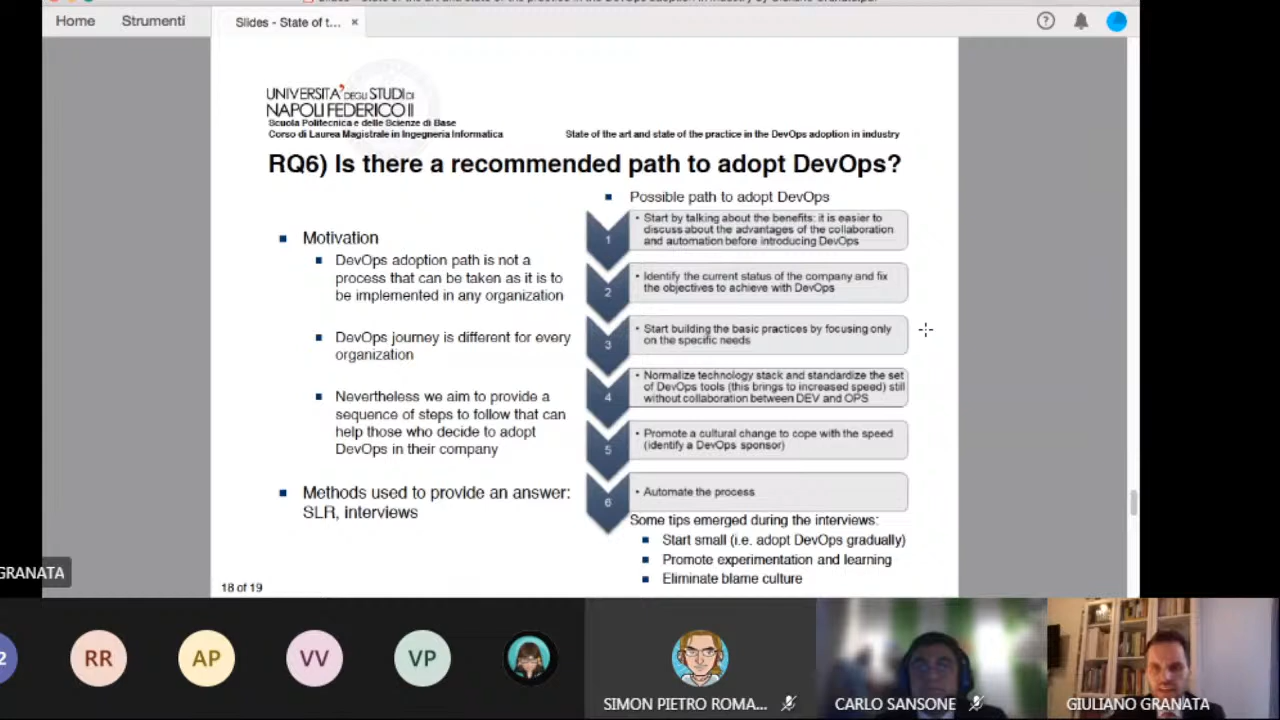 Home Strumenti Slides - State of t... ×
UNIVERSITA' DEGLI STUDI DI
NAPOLI FEDERICO II
Scuola Politecnica e delle Scienze di Base
Corso di Laurea Magistrale in Ingegneria Informatica
State of the art and state of the practice in the DevOps adoption in industry
RQ6) Is there a recommended path to adopt DevOps?
Motivation
DevOps adoption path is not a
process that can be taken as it is to
be implemented in any organization
DevOps journey is different for every
organization
Nevertheless we aim to provide a
sequence of steps to follow that can
help those who decide to adopt
DevOps in their company
Methods used to provide an answer:
SLR, interviews
Possible path to adopt DevOps
1
• Start by talking about the benefits: it is easier to
discuss about the advantages of the collaboration
and automation before introducing DevOps
2
• Identify the current status of the company and fix
the objectives to achieve with DevOps
3
• Start building the basic practices by focusing only
on the specific needs
4
• Normalize technology stack and standardize the set
of DevOps tools (this brings to increased speed) still
without collaboration between DEV and OPS
5
• Promote a cultural change to cope with the speed
(identify a DevOps sponsor)
6
• Automate the process
Some tips emerged during the interviews:
Start small (i.e. adopt DevOps gradually)
Promote experimentation and learning
Eliminate blame culture
18 of 19
GRANATA
2 RR AP VV VP
SIMON PIETRO ROMA...
CARLO SANSONE
GIULIANO GRANATA